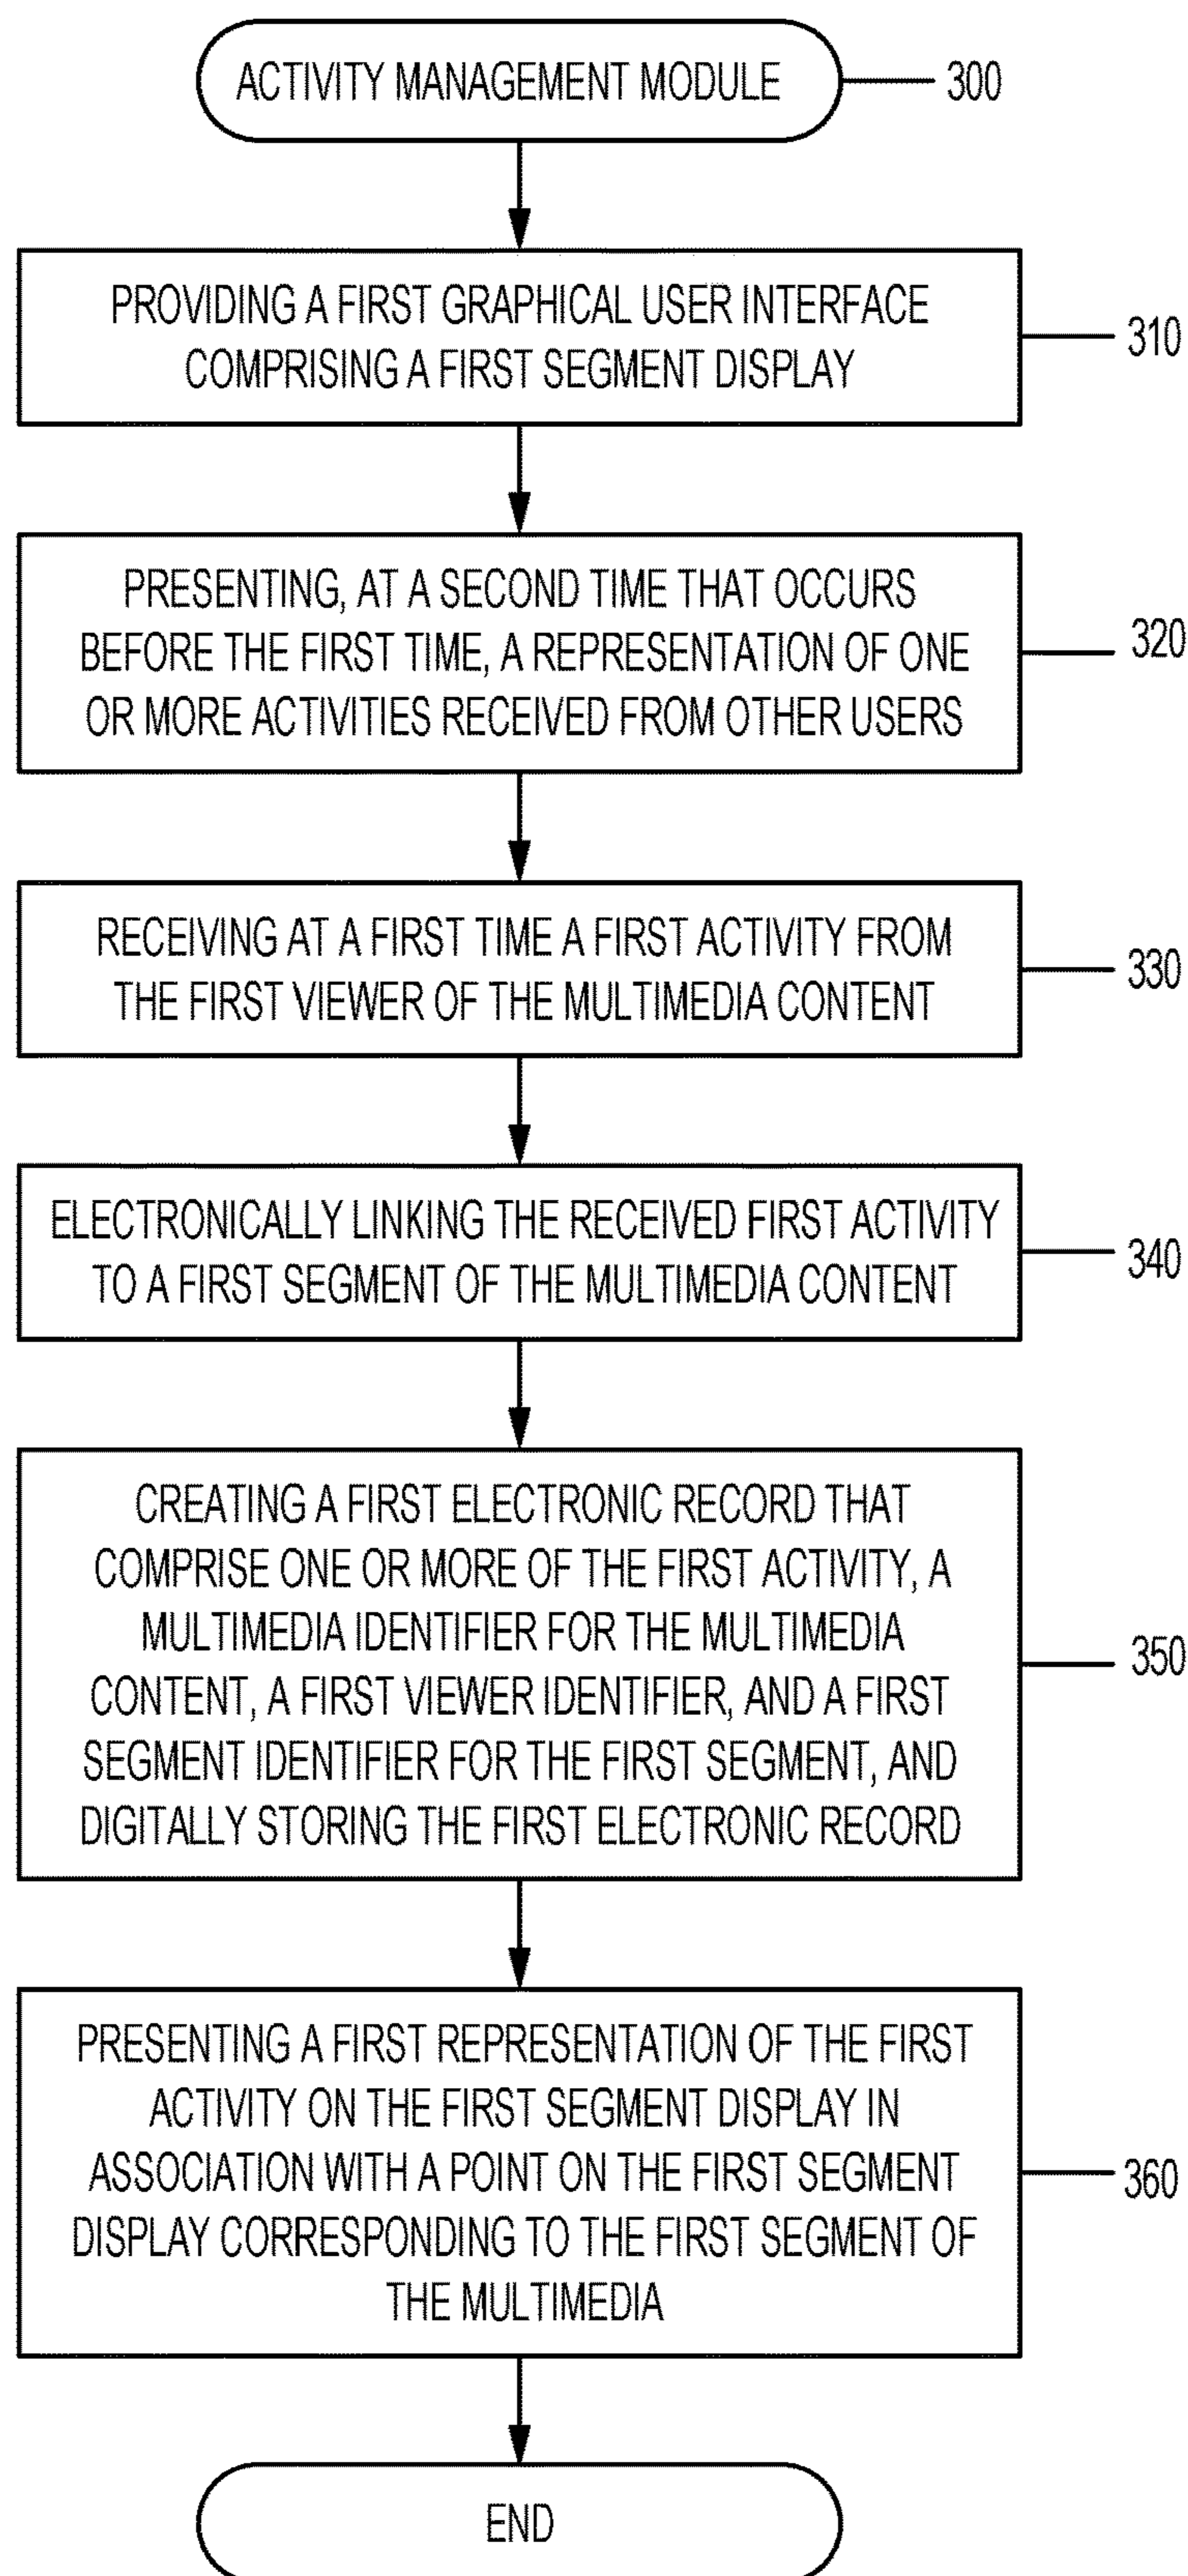 ACTIVITY MANAGEMENT MODULE
300
PROVIDING A FIRST GRAPHICAL USER INTERFACE
COMPRISING A FIRST SEGMENT DISPLAY
310
PRESENTING, AT A SECOND TIME THAT OCCURS
BEFORE THE FIRST TIME, A REPRESENTATION OF ONE
OR MORE ACTIVITIES RECEIVED FROM OTHER USERS
320
RECEIVING AT A FIRST TIME A FIRST ACTIVITY FROM
THE FIRST VIEWER OF THE MULTIMEDIA CONTENT
330
ELECTRONICALLY LINKING THE RECEIVED FIRST ACTIVITY
TO A FIRST SEGMENT OF THE MULTIMEDIA CONTENT
340
CREATING A FIRST ELECTRONIC RECORD THAT
COMPRISE ONE OR MORE OF THE FIRST ACTIVITY, A
MULTIMEDIA IDENTIFIER FOR THE MULTIMEDIA
CONTENT, A FIRST VIEWER IDENTIFIER, AND A FIRST
SEGMENT IDENTIFIER FOR THE FIRST SEGMENT, AND
DIGITALLY STORING THE FIRST ELECTRONIC RECORD
350
PRESENTING A FIRST REPRESENTATION OF THE FIRST
ACTIVITY ON THE FIRST SEGMENT DISPLAY IN
ASSOCIATION WITH A POINT ON THE FIRST SEGMENT
DISPLAY CORRESPONDING TO THE FIRST SEGMENT OF
THE MULTIMEDIA
360
END